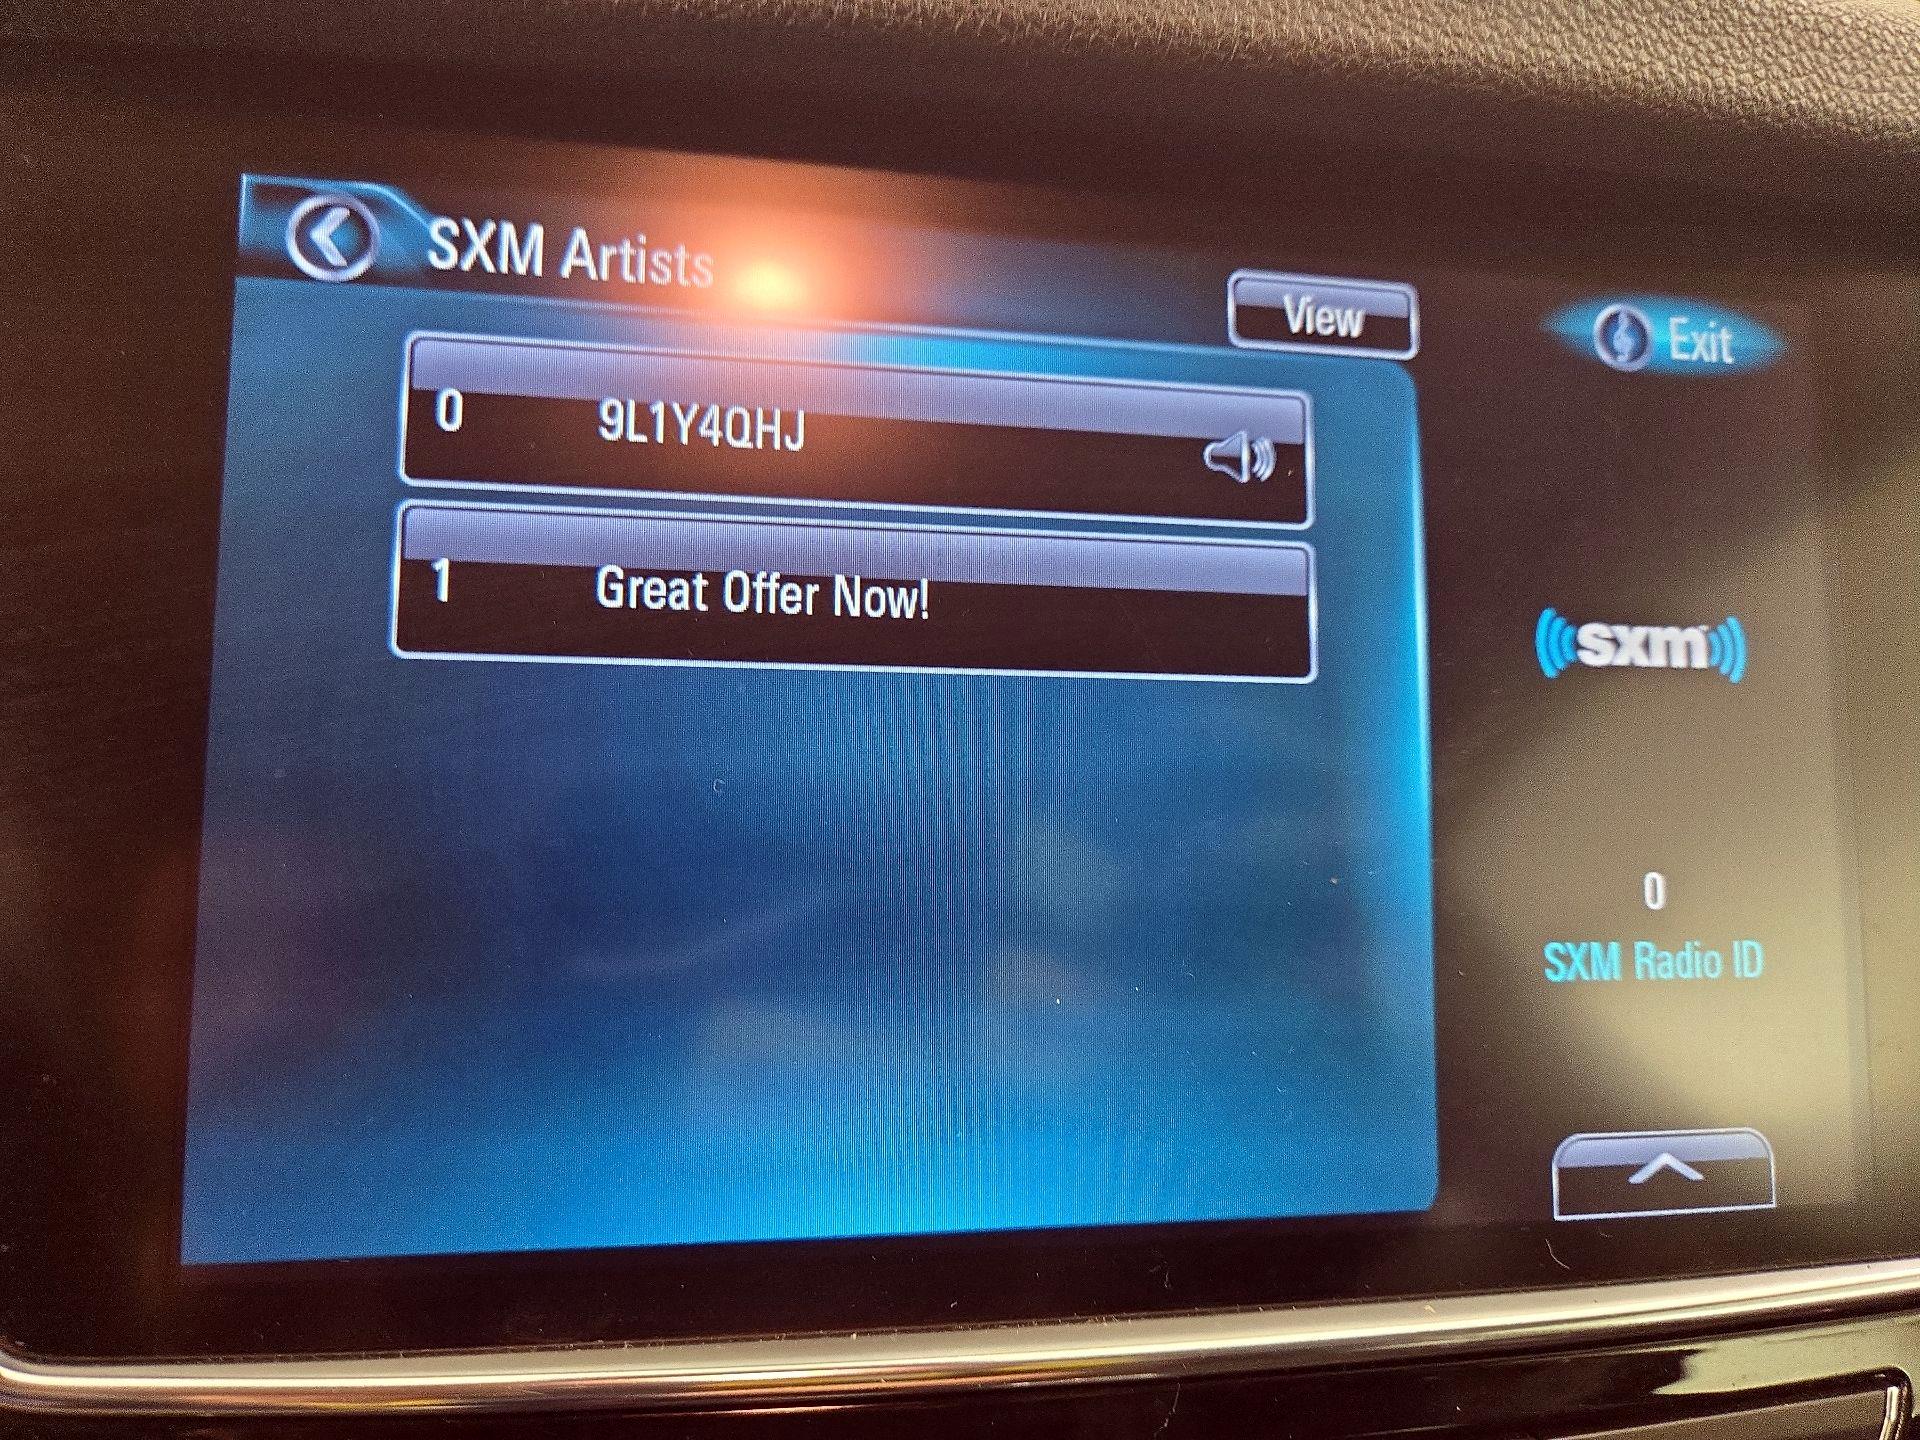 SXM Artists
View
Exit
0 9L1Y4QHJ
1 Great Offer Now!
sxm
0
SXM Radio ID